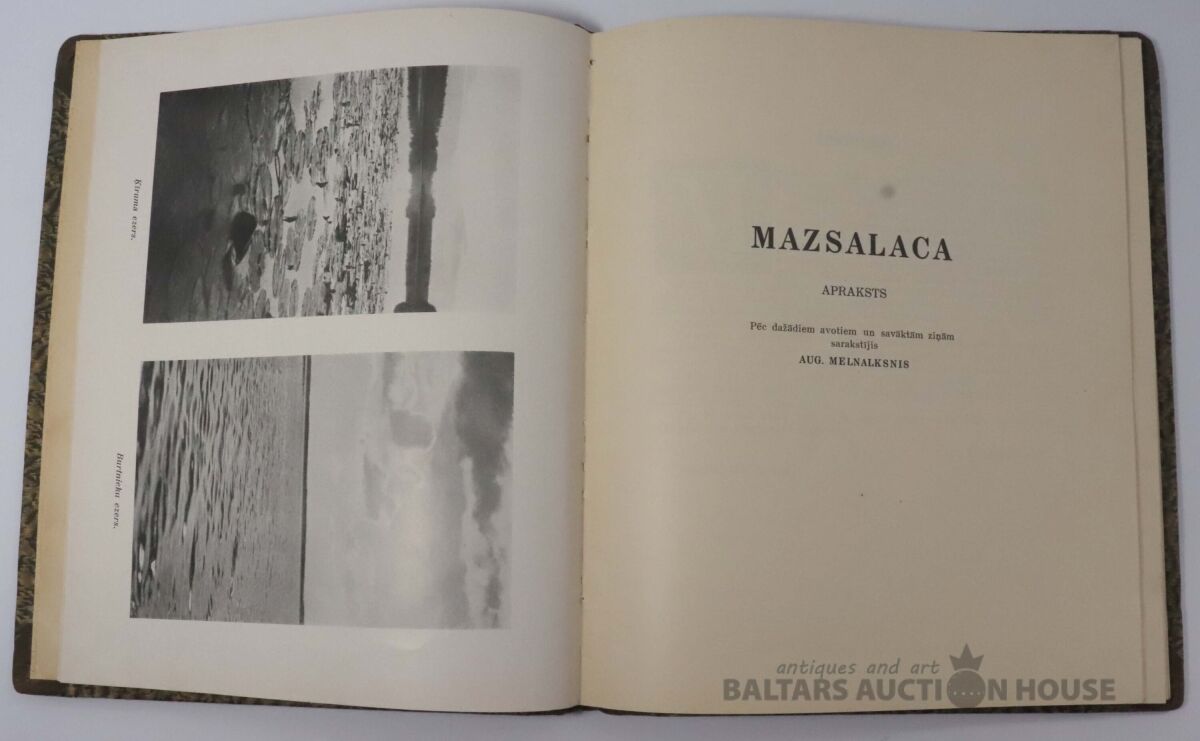 Ķiruma ezers.
Burtnieku ezers.
MAZSALACA
APRAKSTS
Pēc dažādiem avotiem un savāktām ziņām
sarakstījis
AUG. MELNALKSNIS
antiques and art
BALTARS AUCTION HOUSE